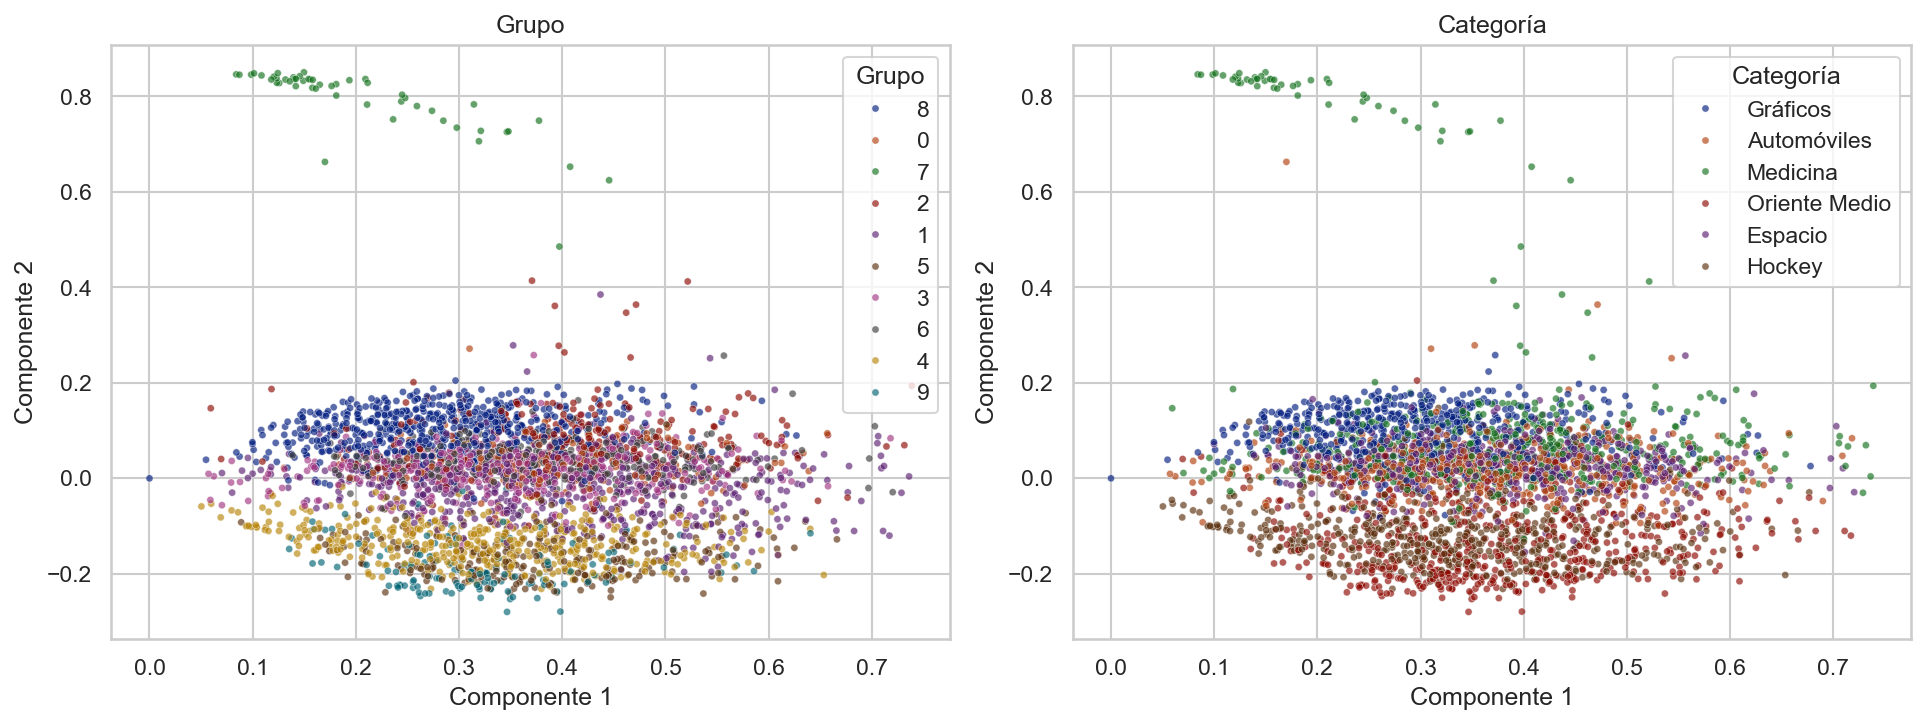 Grupo
Componente 2
0.8
0.6
0.4
0.2
0.0
−0.2
0.0 0.1 0.2 0.3 0.4 0.5 0.6 0.7
Componente 1
Grupo
8
0
7
2
1
5
3
6
4
9
Categoría
Componente 2
0.8
0.6
0.4
0.2
0.0
−0.2
0.0 0.1 0.2 0.3 0.4 0.5 0.6 0.7
Componente 1
Categoría
Gráficos
Automóviles
Medicina
Oriente Medio
Espacio
Hockey